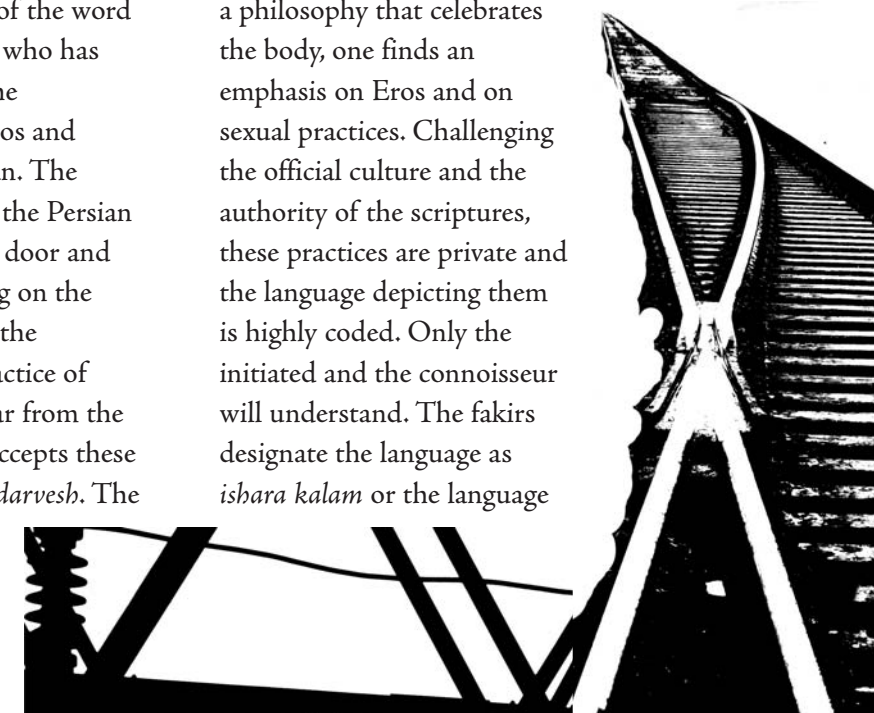 of the word
who has
os and
n. The
the Persian
door and
g on the
the
actice of
ar from the
accepts these
darvesh. The
a philosophy that celebrates
the body, one finds an
emphasis on Eros and on
sexual practices. Challenging
the official culture and the
authority of the scriptures,
these practices are private and
the language depicting them
is highly coded. Only the
initiated and the connoisseur
will understand. The fakirs
designate the language as
ishara kalam or the language